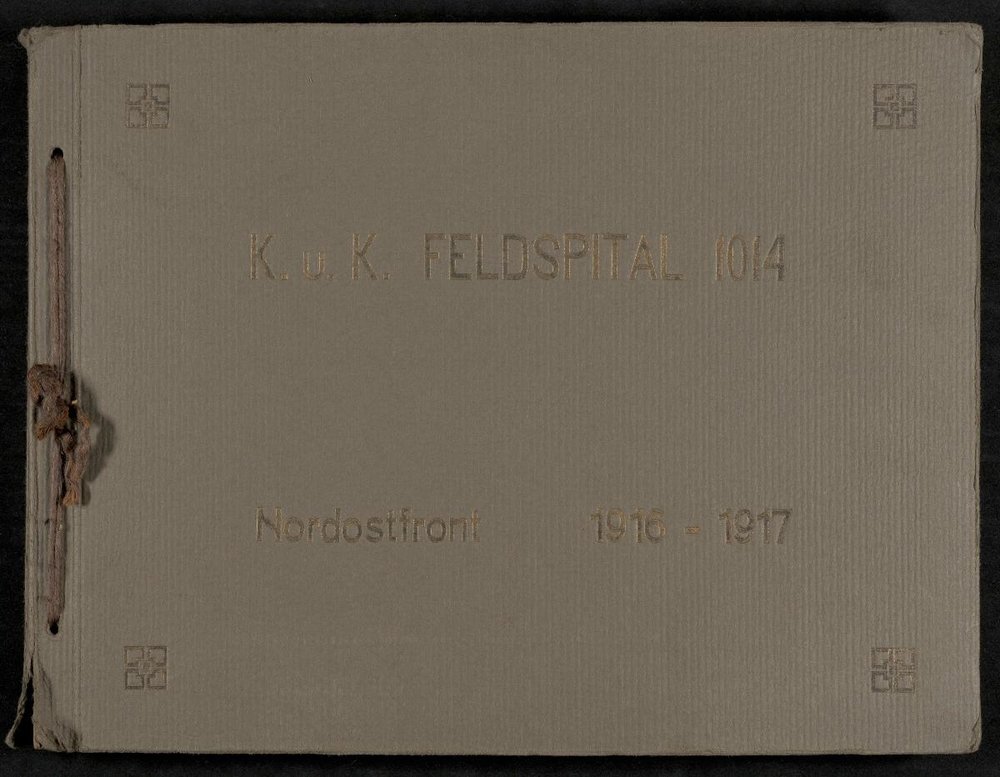 K. u. K. FELDSPITAL 1014
Nordostfront 1916 - 1917